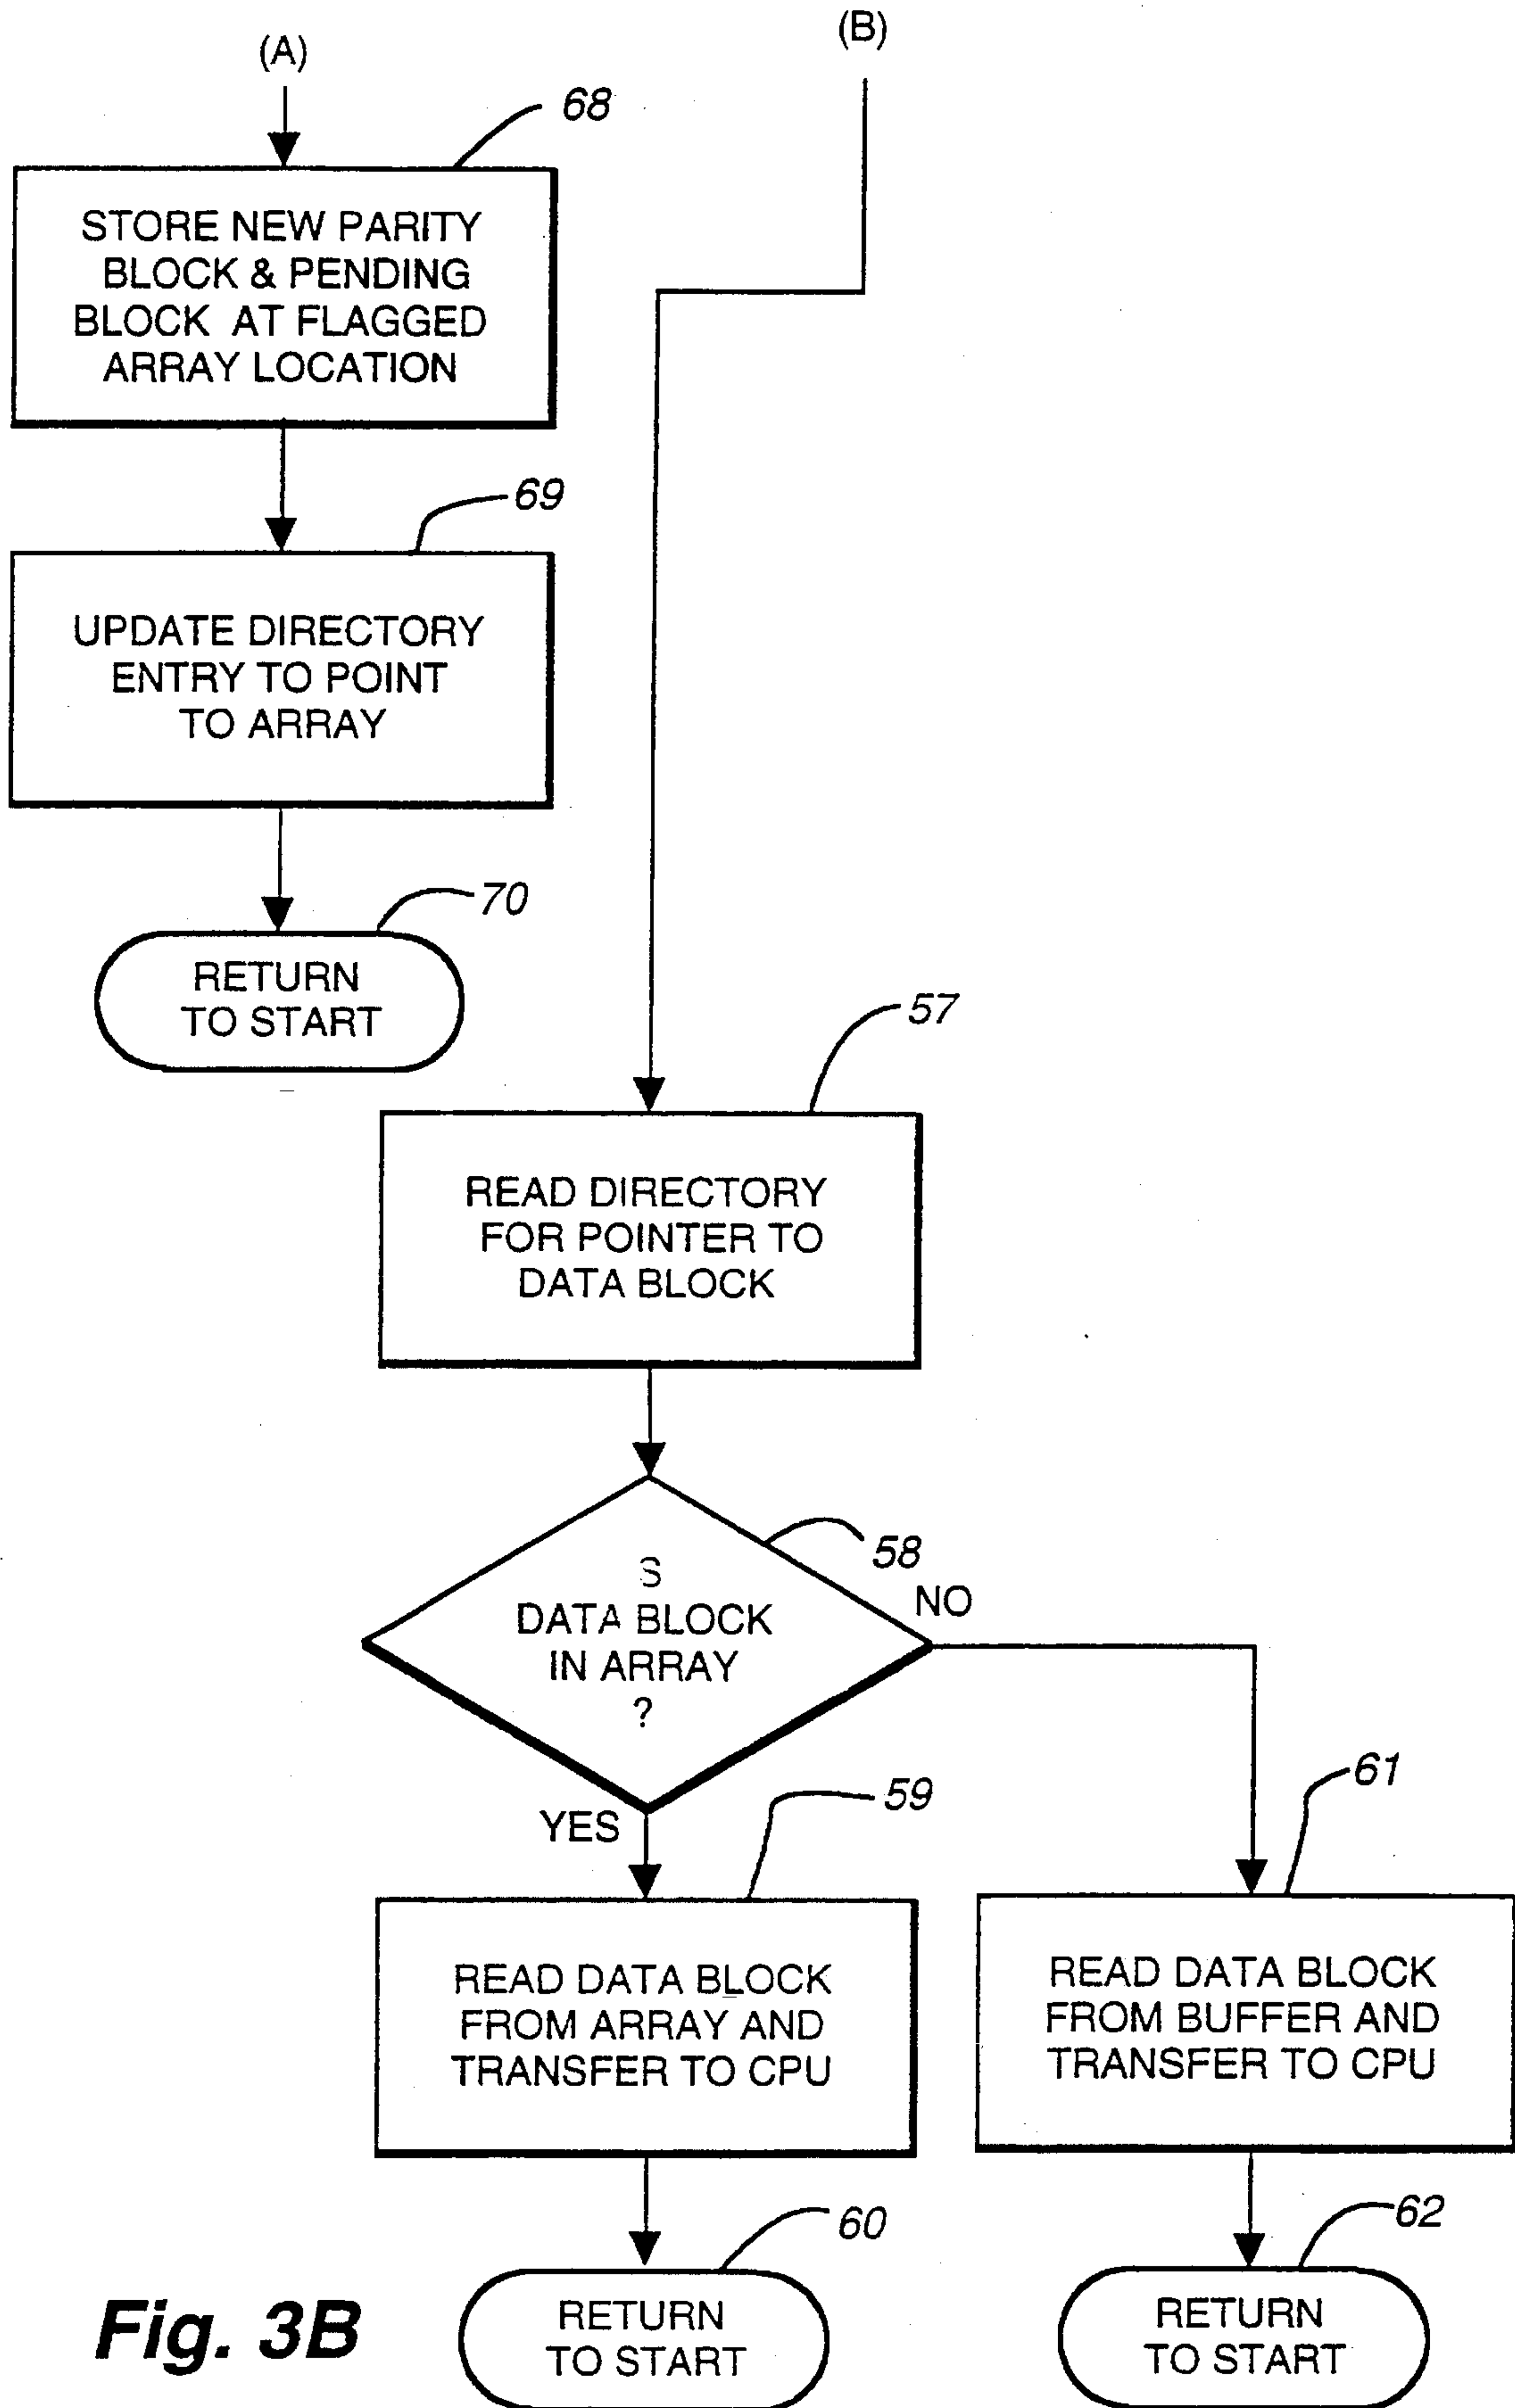 (A)
(B)
68
STORE NEW PARITY
BLOCK & PENDING
BLOCK AT FLAGGED
ARRAY LOCATION
69
UPDATE DIRECTORY
ENTRY TO POINT
TO ARRAY
70
RETURN
TO START
57
READ DIRECTORY
FOR POINTER TO
DATA BLOCK
58
S
DATA BLOCK
IN ARRAY
?
NO
YES
59
61
READ DATA BLOCK
FROM ARRAY AND
TRANSFER TO CPU
READ DATA BLOCK
FROM BUFFER AND
TRANSFER TO CPU
60
62
RETURN
TO START
RETURN
TO START
Fig. 3B